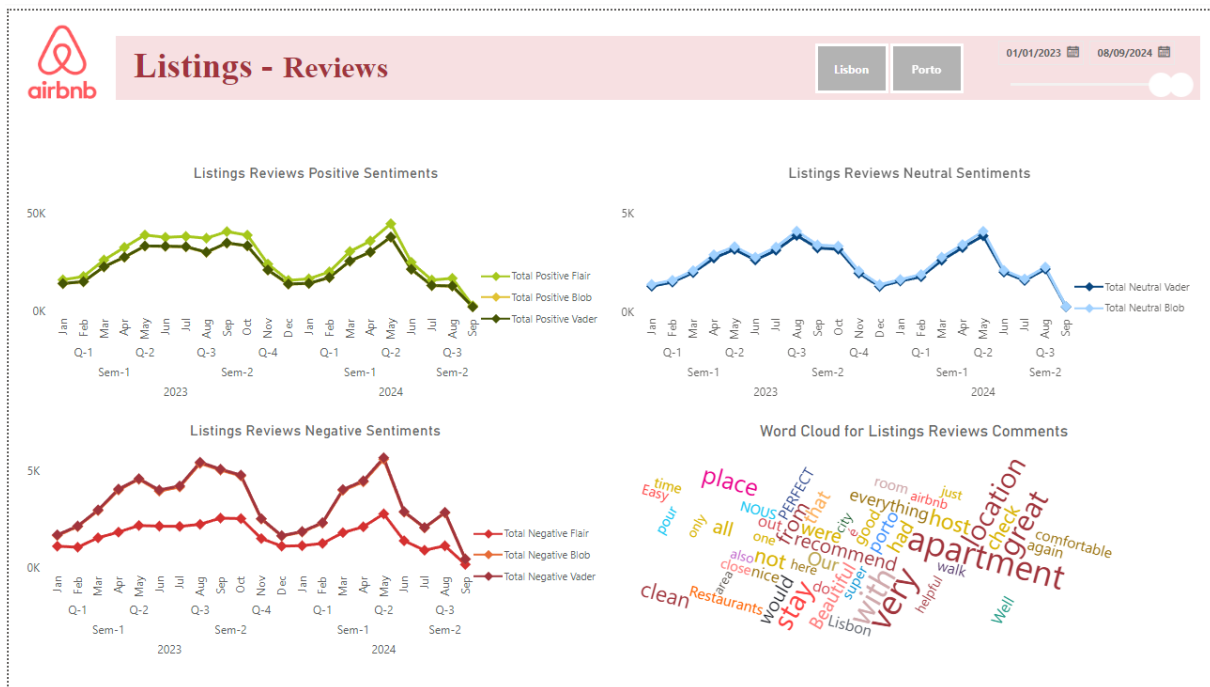 airbnb
Listings - Reviews
Lisbon
Porto
01/01/2023
08/09/2024
Listings Reviews Positive Sentiments
50K
0K
Jan Feb Mar Apr May Jun Jul Aug Sep Oct Nov Dec Jan Feb Mar Apr May Jun Jul Aug Sep
Q-1 Q-2 Q-3 Q-4 Q-1 Q-2 Q-3
Sem-1 Sem-2 Sem-1 Sem-2
2023 2024
Total Positive Flair
Total Positive Blob
Total Positive Vader
Listings Reviews Neutral Sentiments
5K
0K
Jan Feb Mar Apr May Jun Jul Aug Sep Oct Nov Dec Jan Feb Mar Apr May Jun Jul Aug Sep
Q-1 Q-2 Q-3 Q-4 Q-1 Q-2 Q-3
Sem-1 Sem-2 Sem-1 Sem-2
2023 2024
Total Neutral Vader
Total Neutral Blob
Listings Reviews Negative Sentiments
5K
0K
Jan Feb Mar Apr May Jun Jul Aug Sep Oct Nov Dec Jan Feb Mar Apr May Jun Jul Aug Sep
Q-1 Q-2 Q-3 Q-4 Q-1 Q-2 Q-3
Sem-1 Sem-2 Sem-1 Sem-2
2023 2024
Total Negative Flair
Total Negative Blob
Total Negative Vader
Word Cloud for Listings Reviews Comments
time
Easy
place
pour
only
all
NOUS
PERFECT
out
from
that
were
one
also
close
nice
not
here
recommend
Our
city
good
everything
room
airbnb
just
host
porto
had
location
great
check
comfortable
again
apartment
walk
helpful
Well
clean
Restaurants
area
would
stay
dos
Beautiful
super
Lisbon
with
very